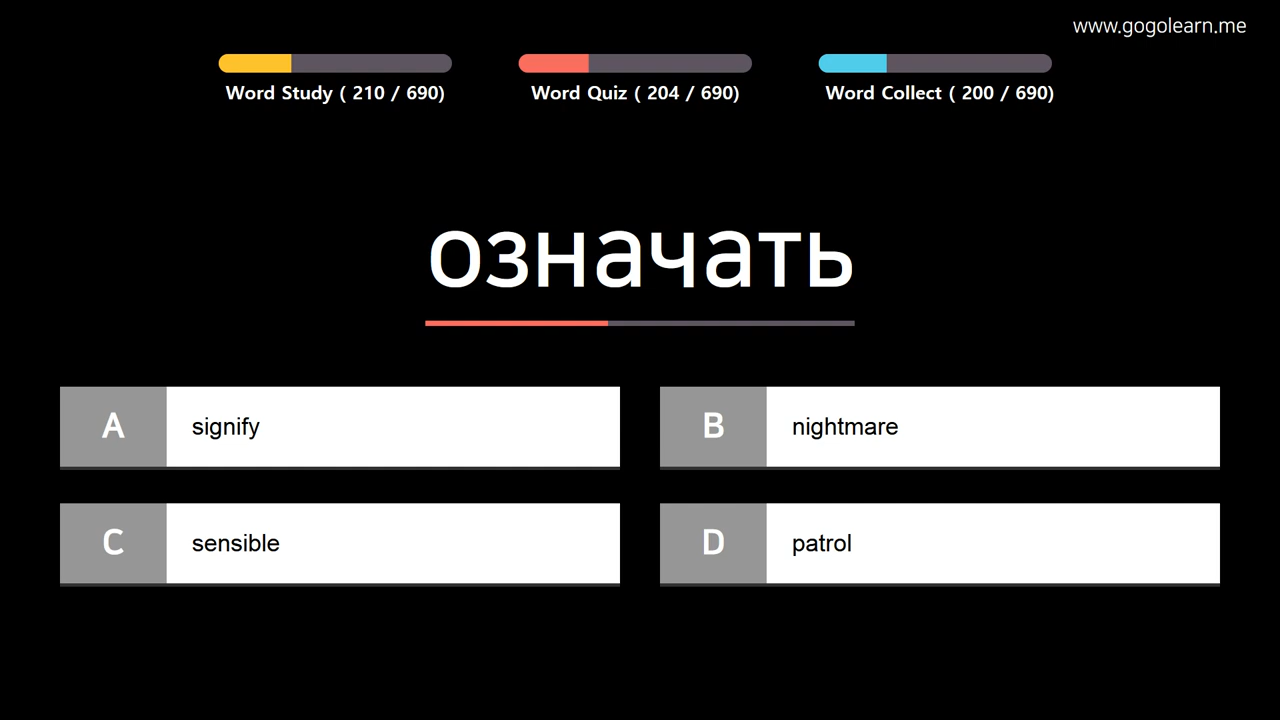 www.gogolearn.me
Word Study ( 210 / 690)
Word Quiz ( 204 / 690)
Word Collect ( 200 / 690)
означать
A signify
B nightmare
C sensible
D patrol